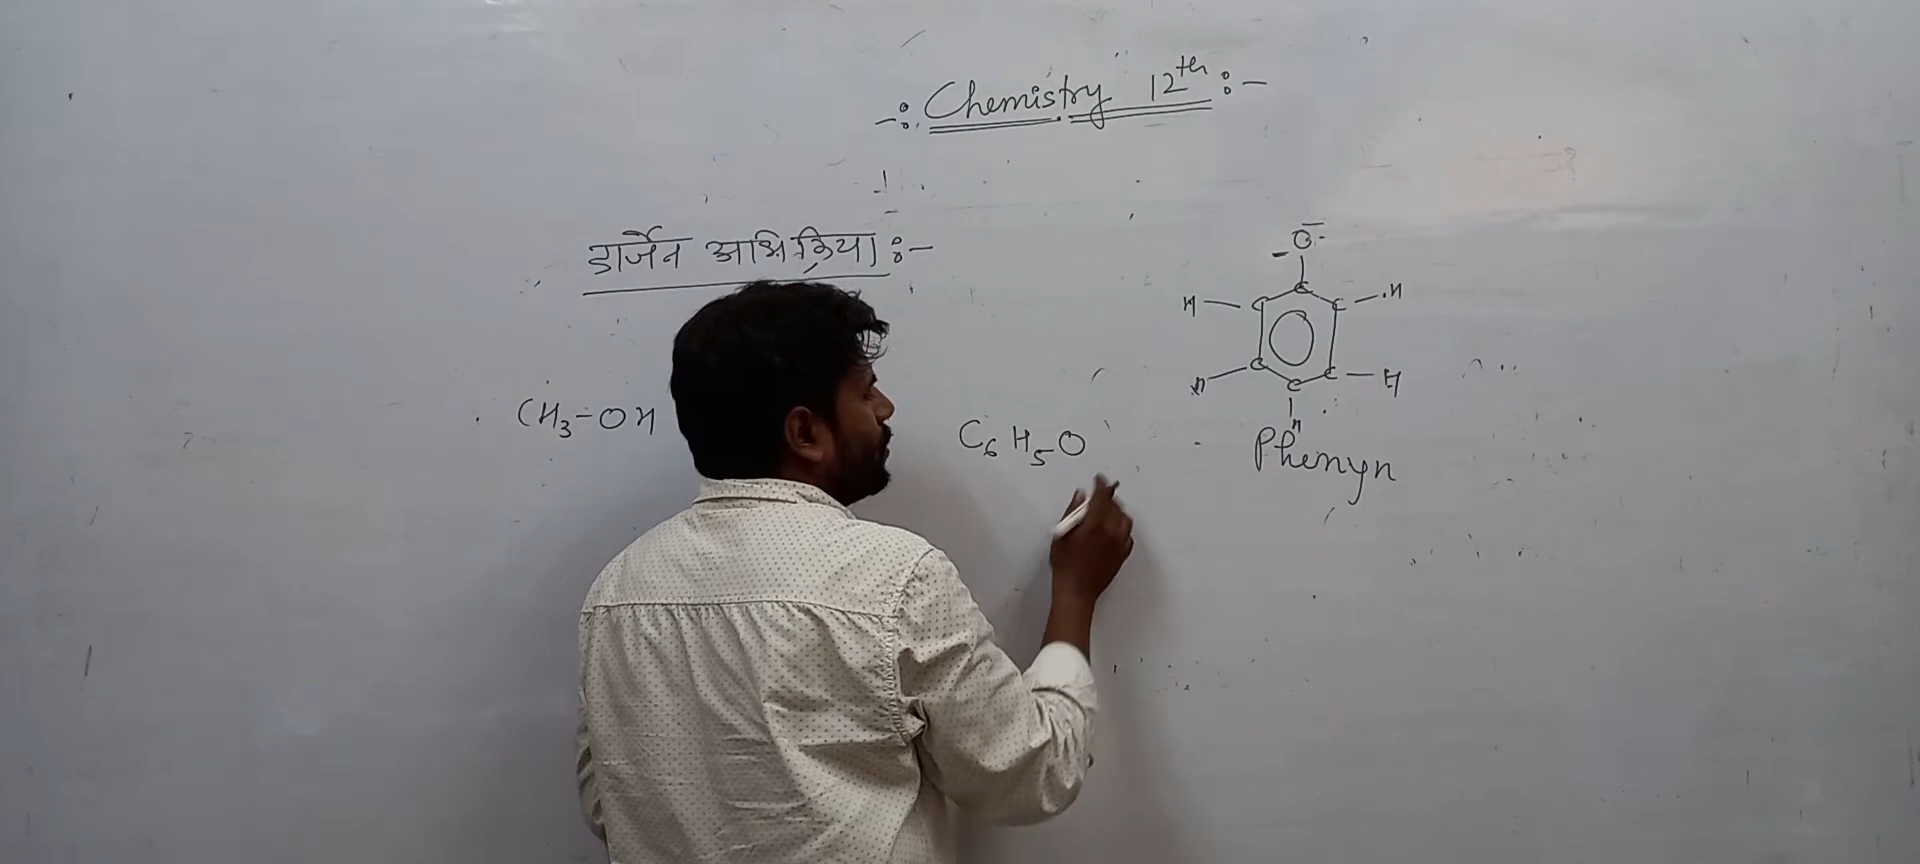 -: Chemistry 12th :-
डार्जेन अभिक्रिया :-
O
C
H C C H
H C C H
C
H
CH3-OH C6H5O
Phenyn